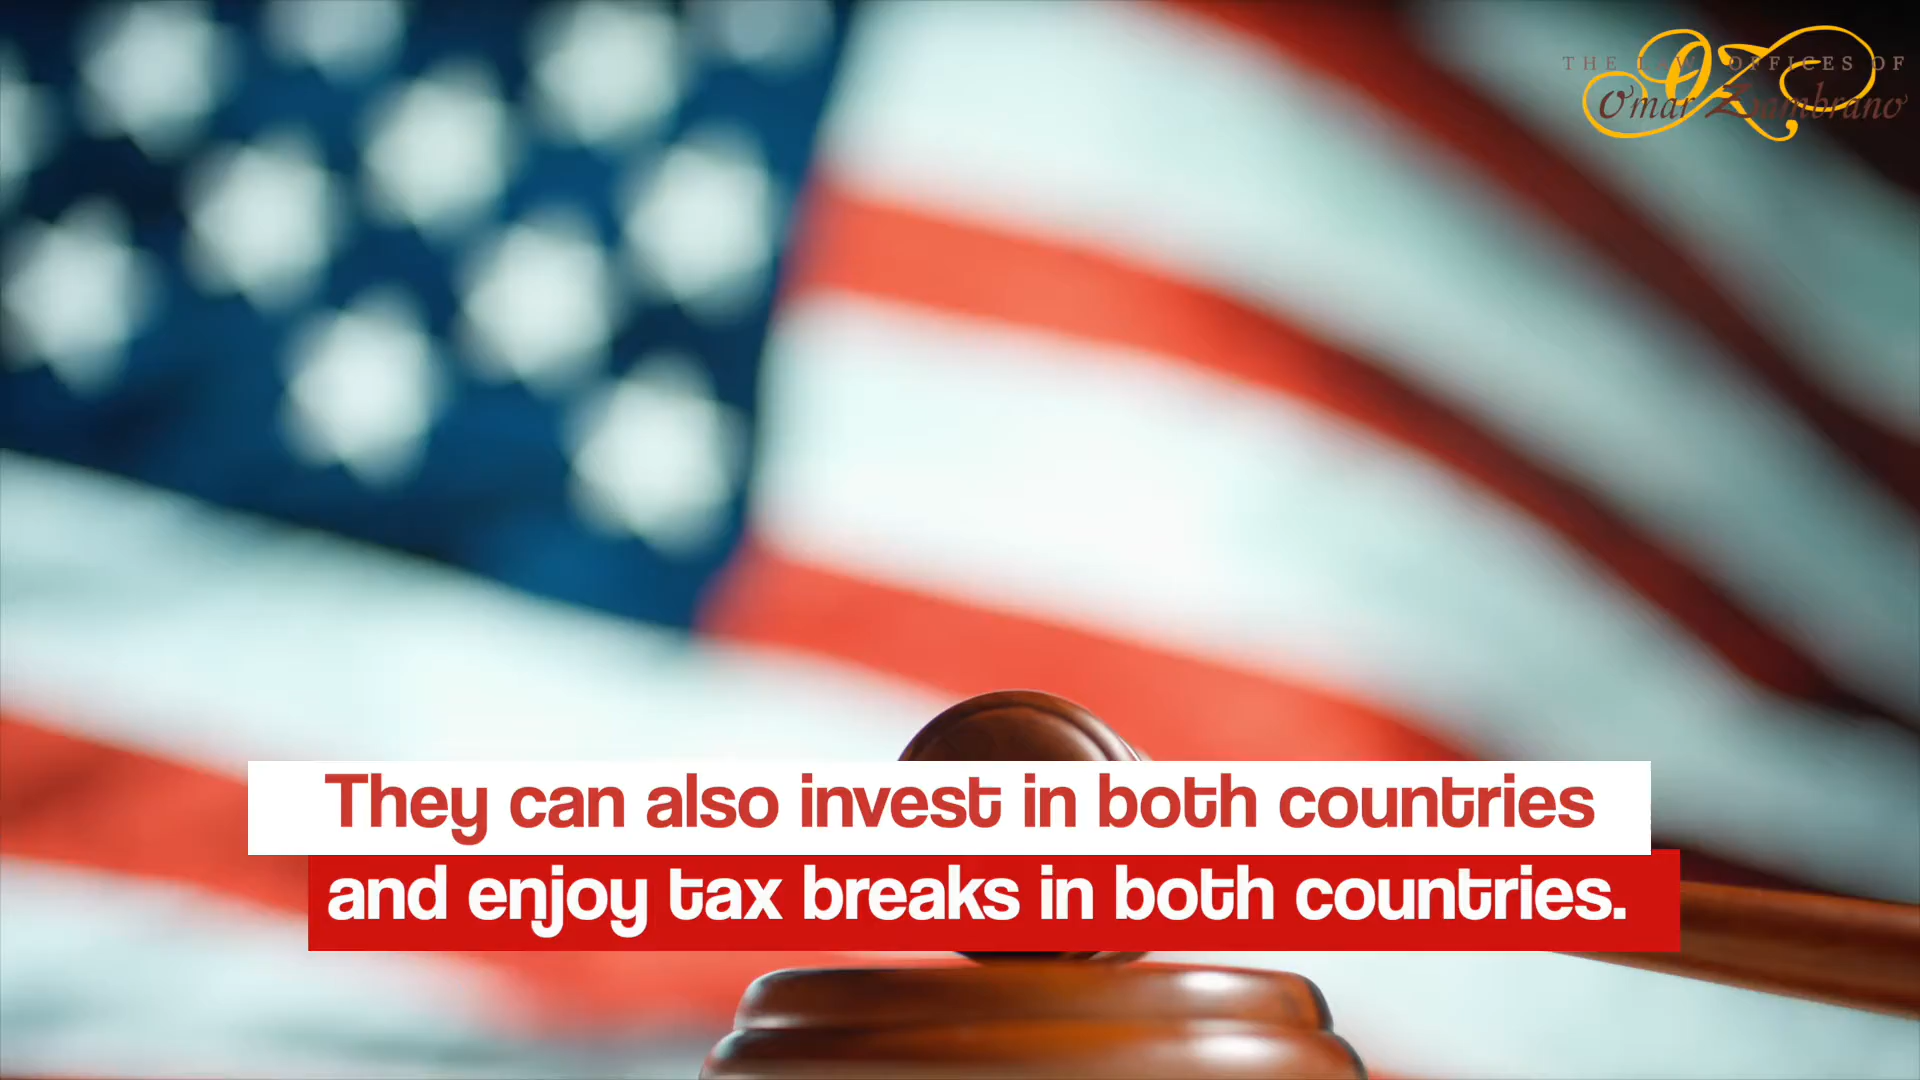 THE LAW OFFICES OF
Omar Zambrano
They can also invest in both countries
and enjoy tax breaks in both countries.